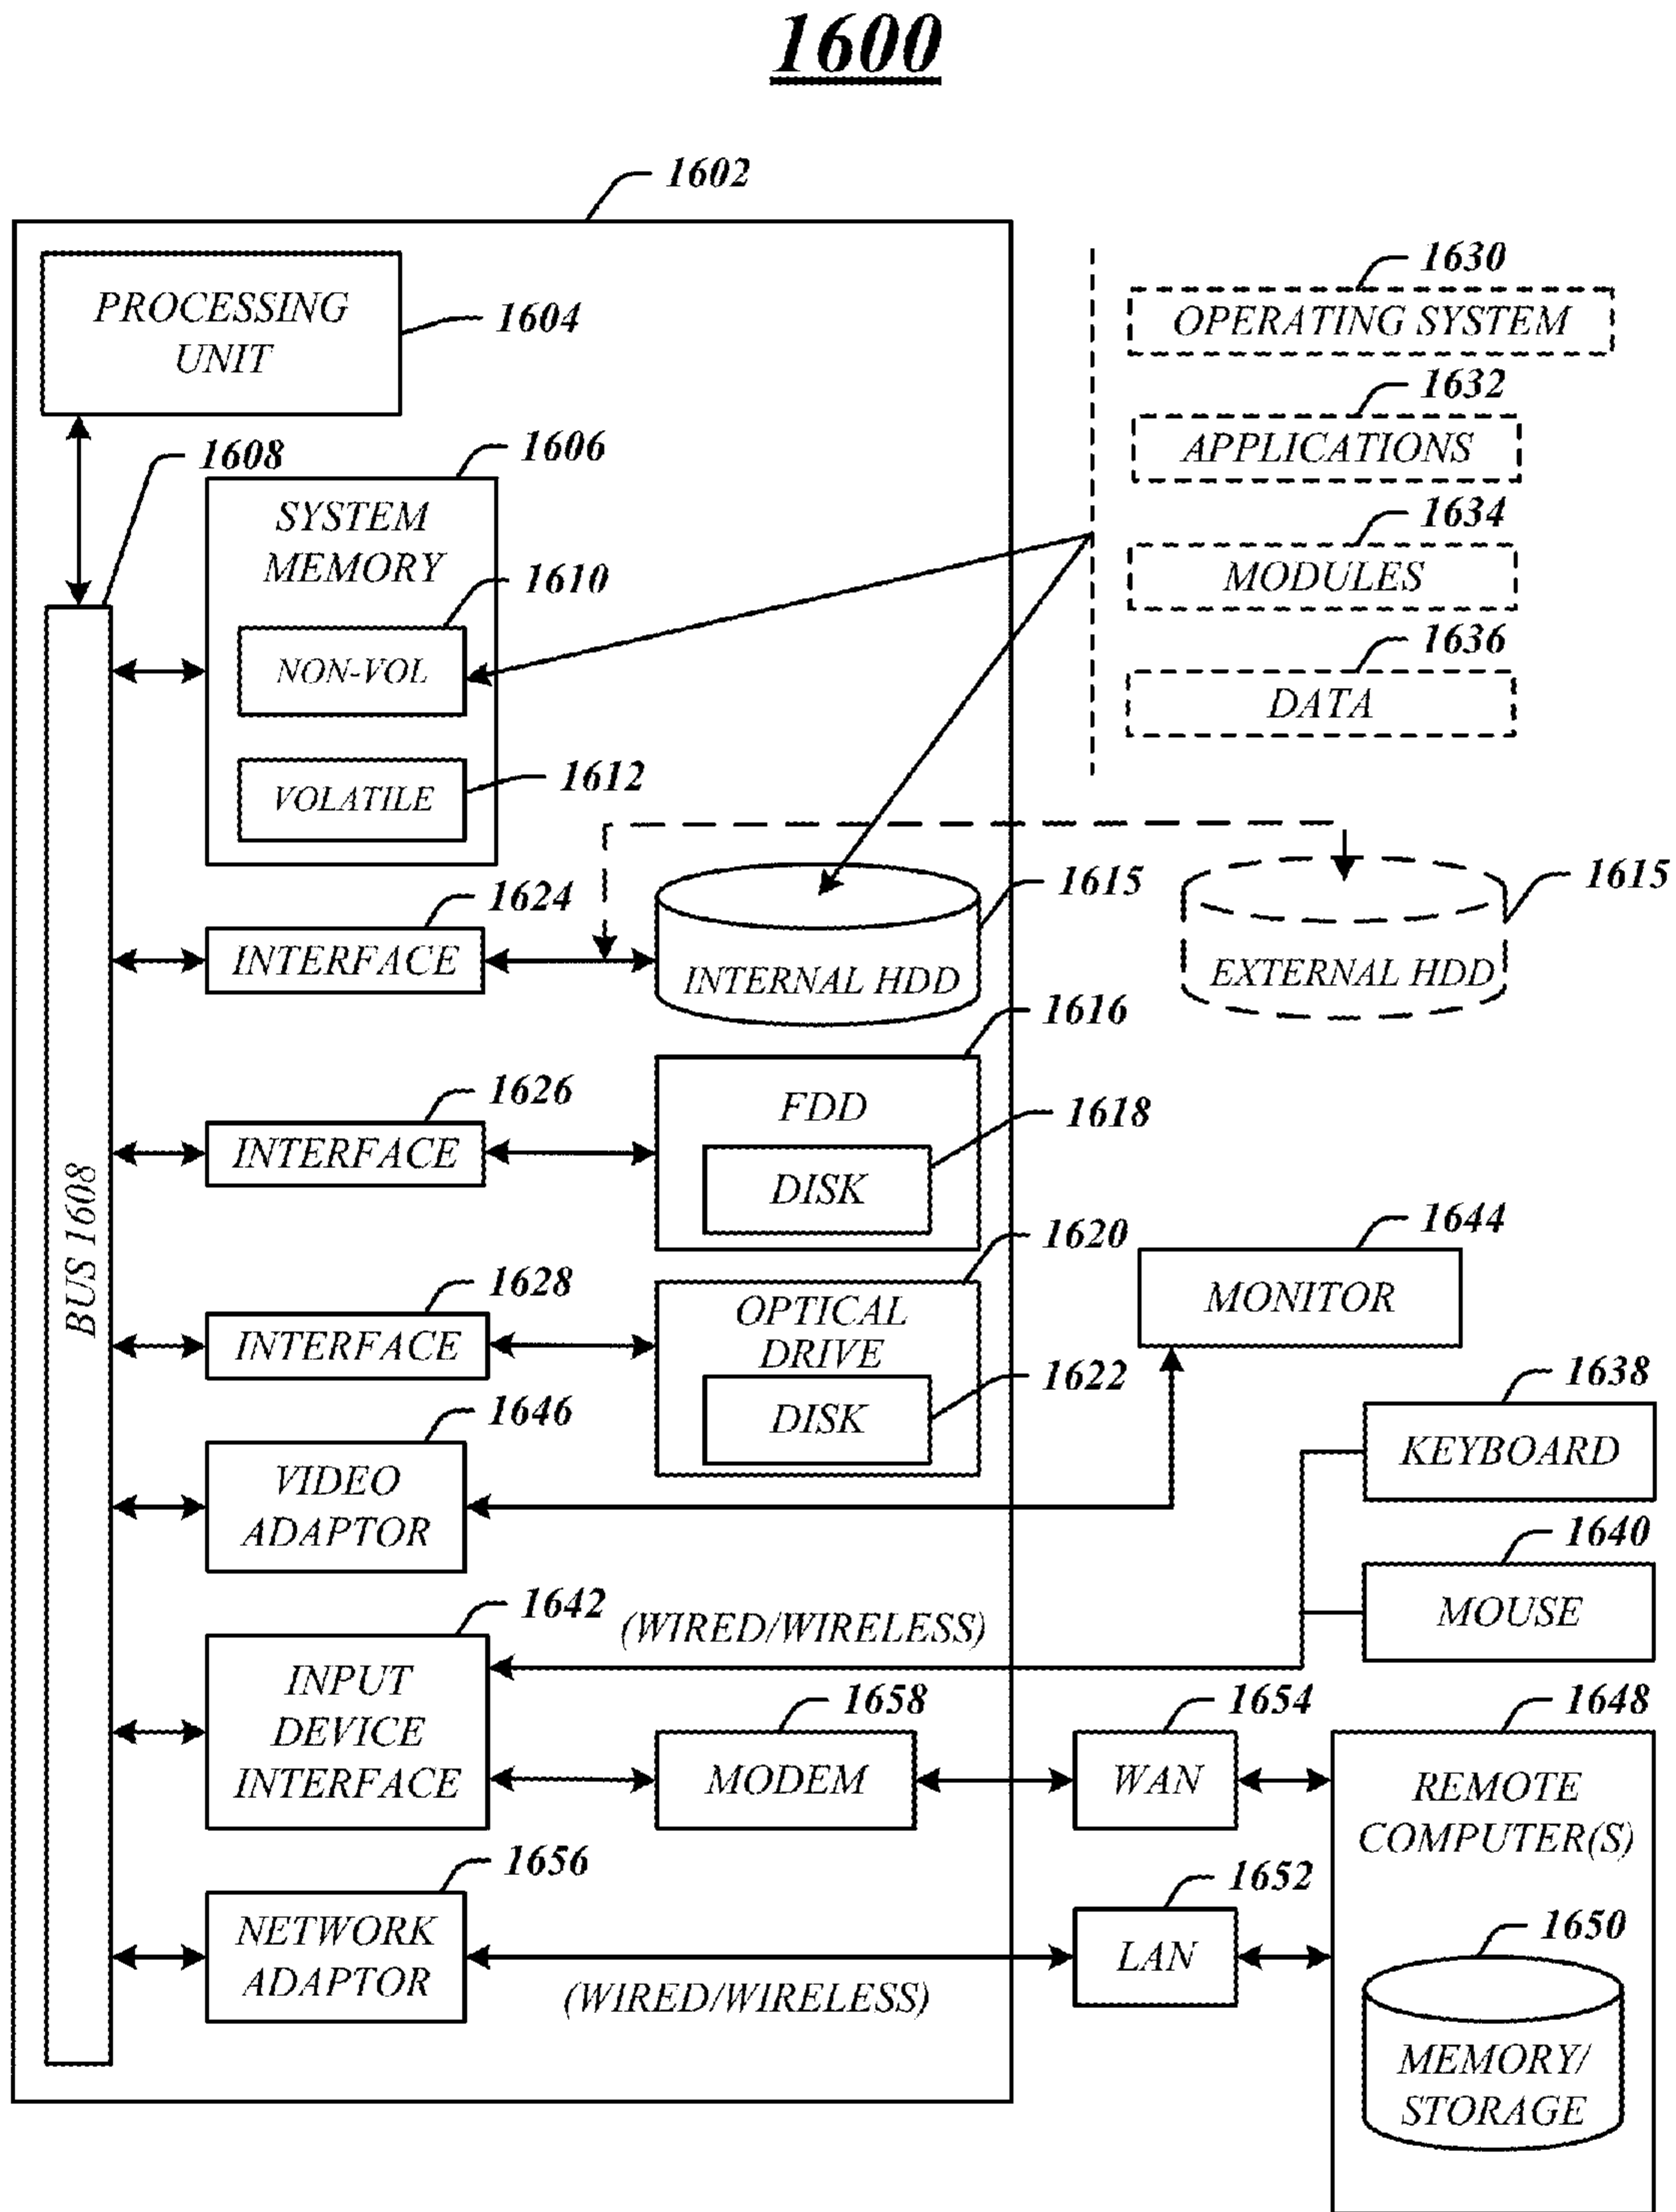 1600
1602
PROCESSING
UNIT
1604
1608
1606
SYSTEM
MEMORY
1610
NON-VOL
1612
VOLATILE
1630
OPERATING SYSTEM
1632
APPLICATIONS
1634
MODULES
1636
DATA
1624
INTERFACE
1615
INTERNAL HDD
1615
EXTERNAL HDD
1616
FDD
1626
INTERFACE
1618
DISK
BUS 1608
1620
OPTICAL
DRIVE
1628
INTERFACE
1622
DISK
1644
MONITOR
1646
VIDEO
ADAPTOR
1638
KEYBOARD
1640
MOUSE
1642
INPUT
DEVICE
INTERFACE
(WIRED/WIRELESS)
1658
MODEM
1654
WAN
1648
REMOTE
COMPUTER(S)
1656
NETWORK
ADAPTOR
(WIRED/WIRELESS)
1652
LAN
1650
MEMORY/
STORAGE